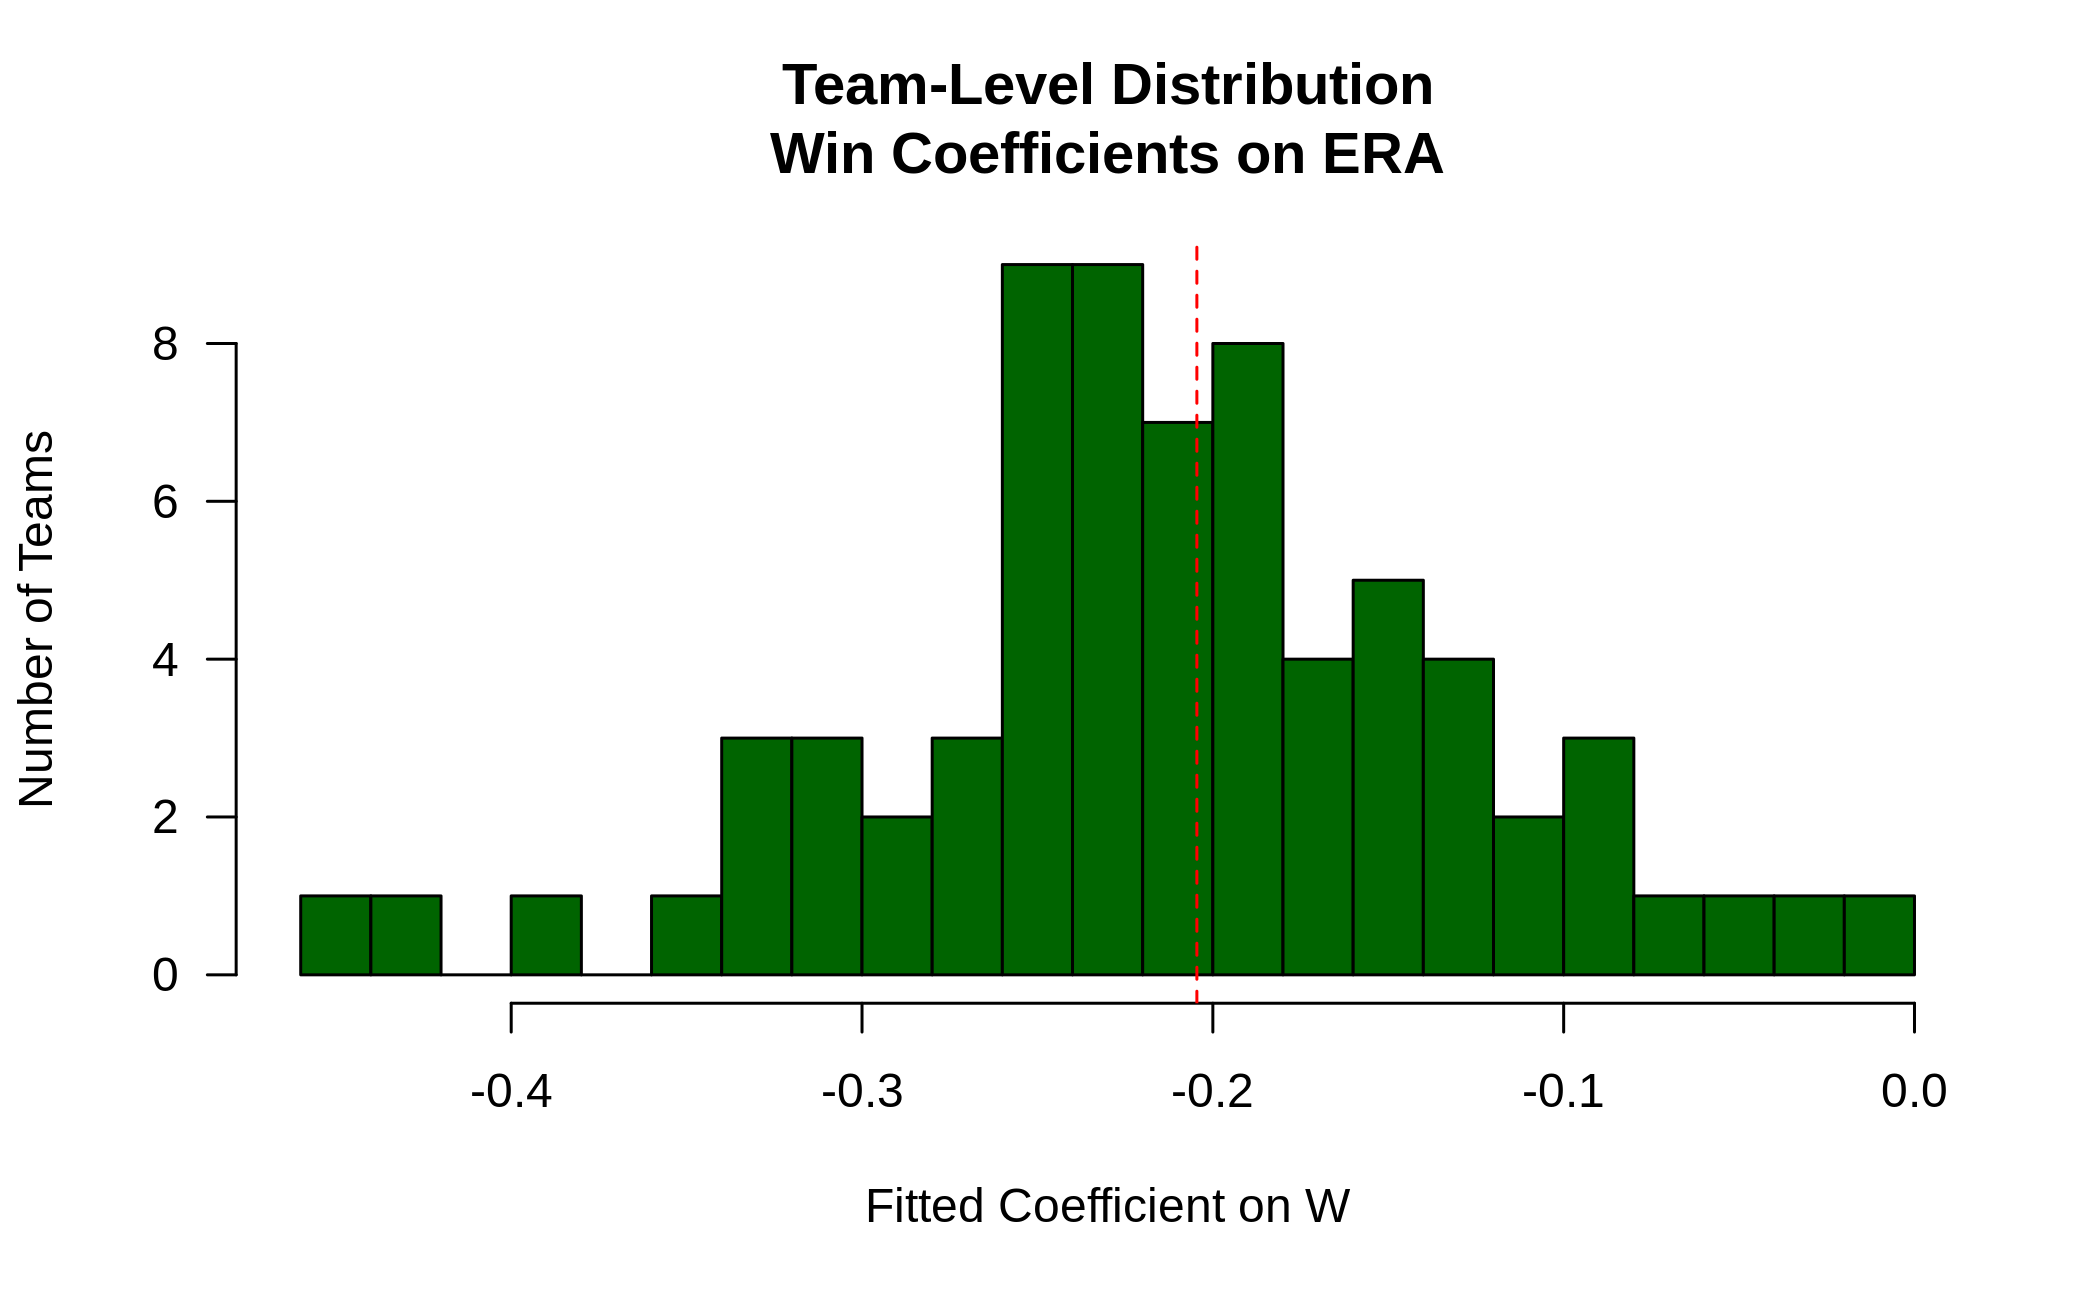 Team-Level Distribution
Win Coefficients on ERA
Number of Teams
8
6
4
2
0
-0.4 -0.3 -0.2 -0.1 0.0
Fitted Coefficient on W